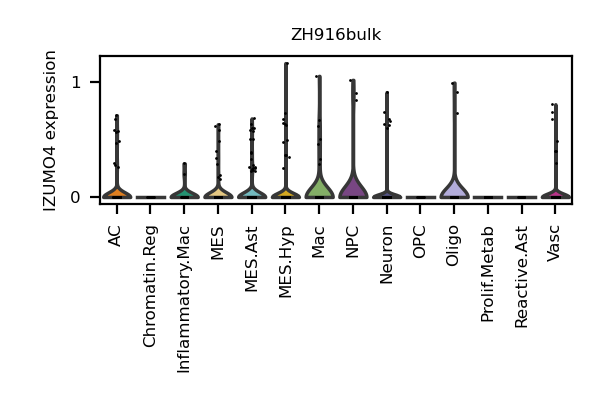 ZH916bulk
IZUMO4 expression
1
0
AC
Chromatin.Reg
Inflammatory.Mac
MES
MES.Ast
MES.Hyp
Mac
NPC
Neuron
OPC
Oligo
Prolif.Metab
Reactive.Ast
Vasc